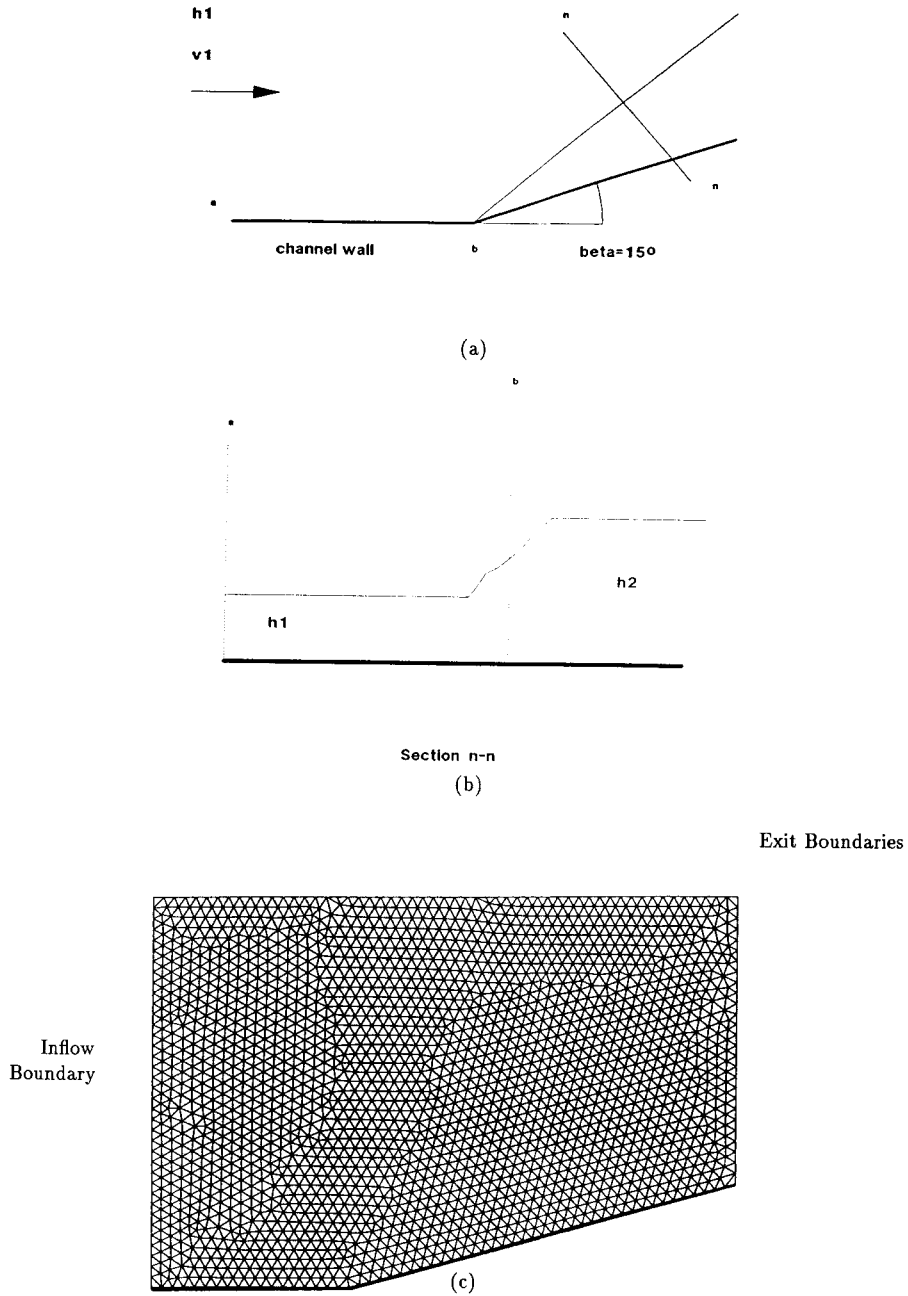 h1
v1
n
n
channel wall
b
beta=15º
(a)
b
h1
h2
Section n-n
(b)
Exit Boundaries
Inflow
Boundary
(c)